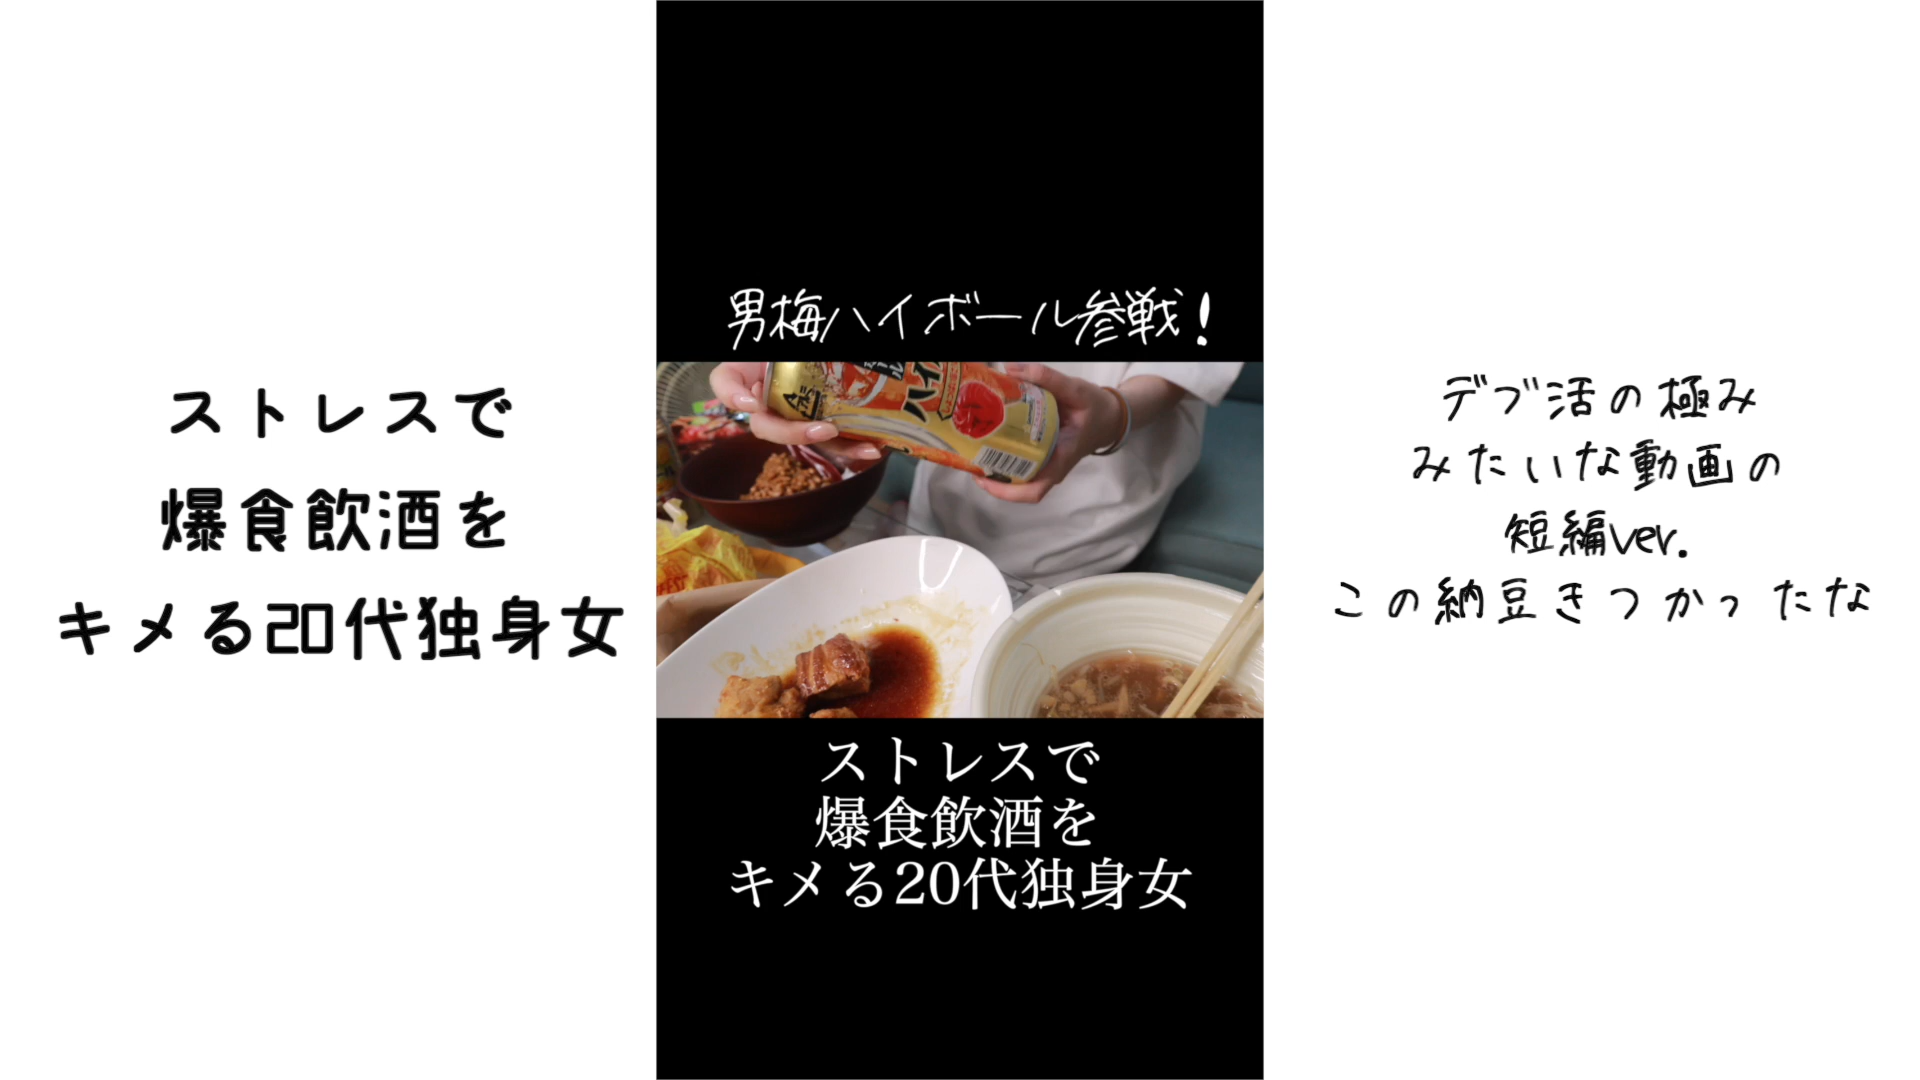 ストレスで
爆食飲酒を
キメる20代独身女
男梅ハイボール参戦!
ハイ
ストレスで
爆食飲酒を
キメる20代独身女
デブ活の極み
みたいな動画の
短編ver.
この納豆きつかったな